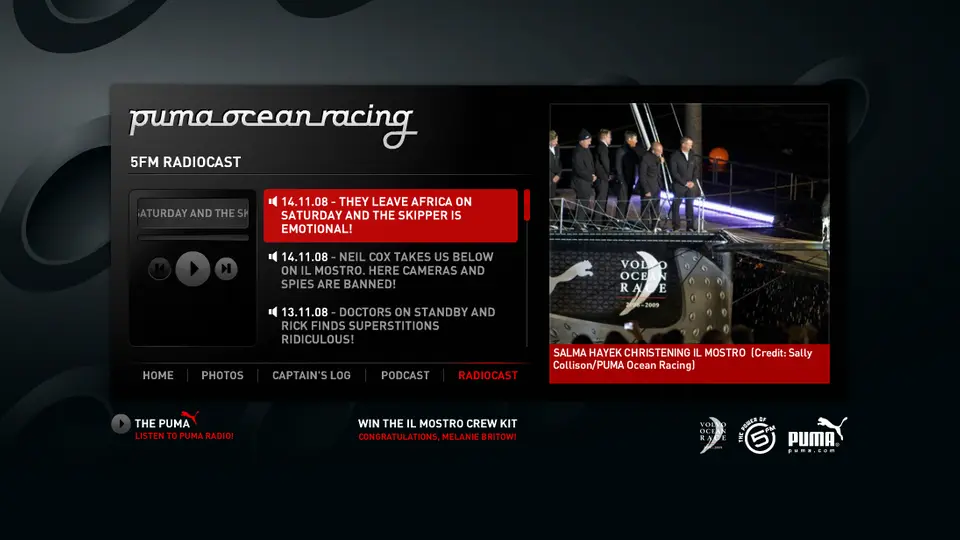 puma ocean racing
5FM RADIOCAST
ATURDAY AND THE SK
14.11.08 - THEY LEAVE AFRICA ON
SATURDAY AND THE SKIPPER IS
EMOTIONAL!
14.11.08 - NEIL COX TAKES US BELOW
ON IL MOSTRO. HERE CAMERAS AND
SPIES ARE BANNED!
13.11.08 - DOCTORS ON STANDBY AND
RICK FINDS SUPERSTITIONS
RIDICULOUS!
HOME
PHOTOS
CAPTAIN'S LOG
PODCAST
RADIOCAST
VOLVO
OCEAN
RACE
2008-2009
SALMA HAYEK CHRISTENING IL MOSTRO (Credit: Sally
Collison/PUMA Ocean Racing)
THE PUMA
LISTEN TO PUMA RADIO!
WIN THE IL MOSTRO CREW KIT
CONGRATULATIONS, MELANIE BRITOW!
VOLVO
OCEAN
RACE
THE POWER OF
5FM
PUMA®
puma.com